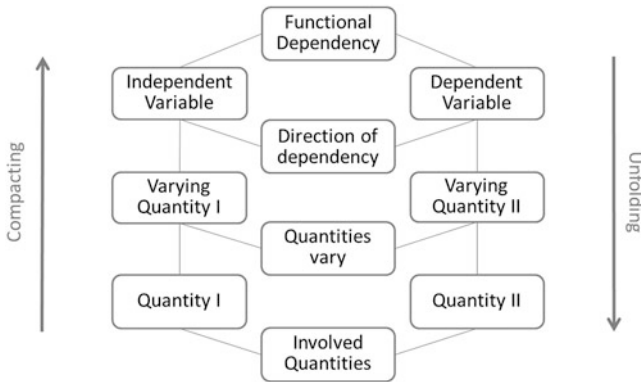 Functional
Dependency
Independent
Variable
Dependent
Variable
Direction of
dependency
Varying
Quantity I
Varying
Quantity II
Quantities
vary
Quantity I
Quantity II
Involved
Quantities
Compacting
Unfolding